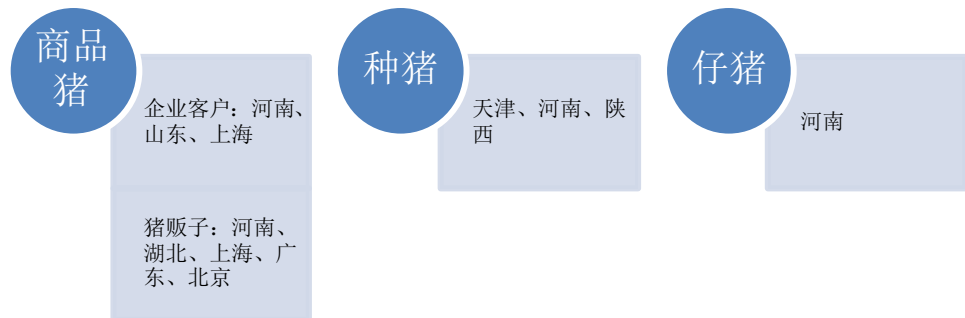 商品
猪
企业客户：河南、
山东、上海
猪贩子：河南、
湖北、上海、广
东、北京
种猪
天津、河南、陕
西
仔猪
河南